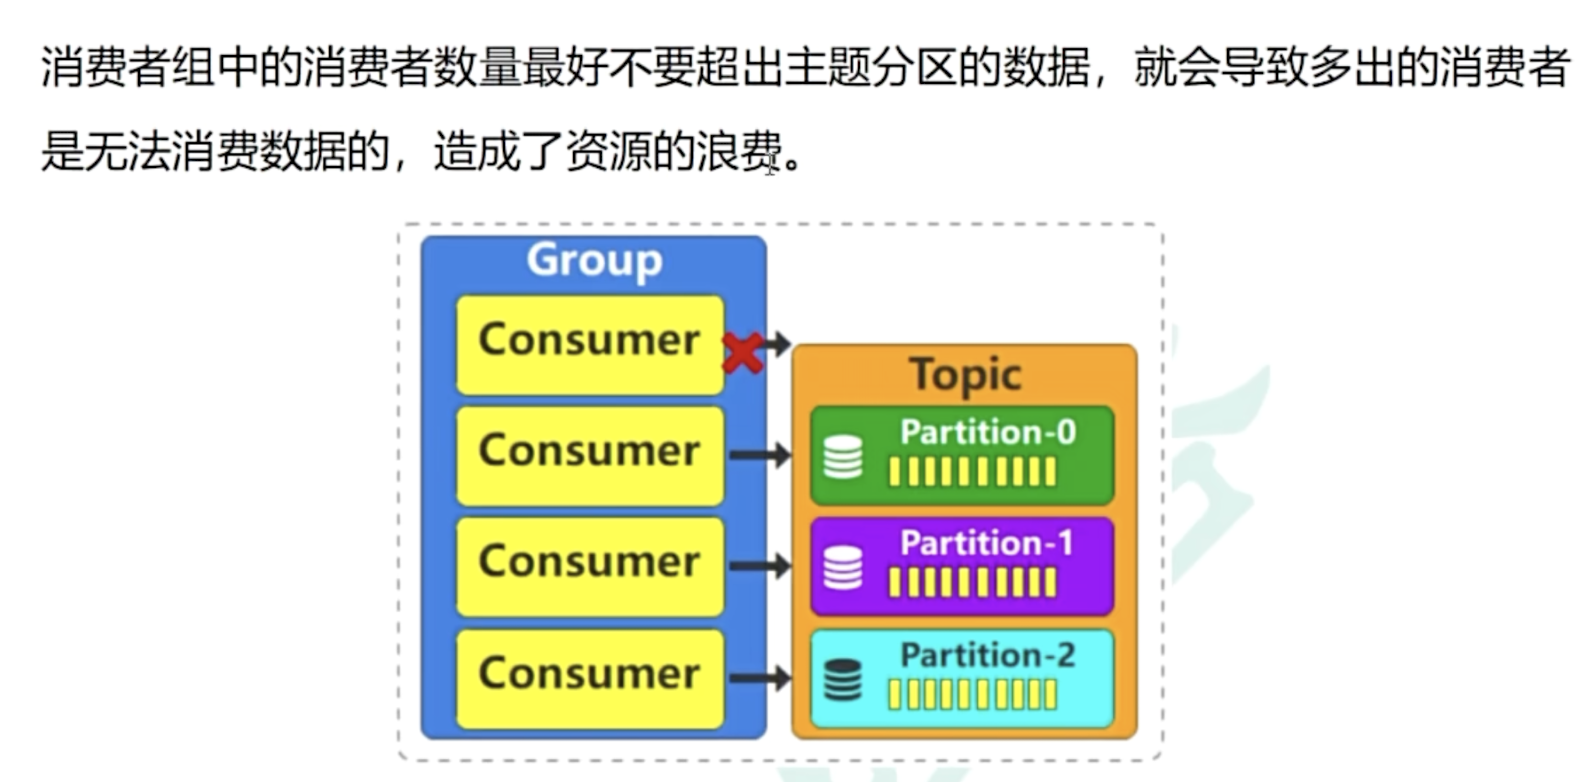 消费者组中的消费者数量最好不要超出主题分区的数据，就会导致多出的消费者
是无法消费数据的，造成了资源的浪费。
Group
Consumer
Topic
Consumer
Partition-0
Consumer
Partition-1
Consumer
Partition-2